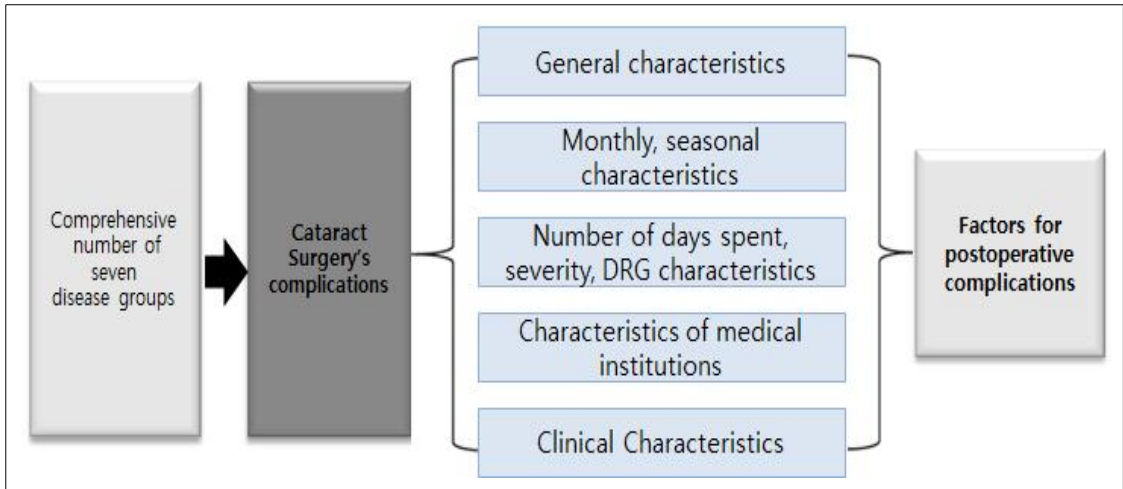 Comprehensive
number of
seven
disease groups
Cataract
Surgery's
complications
General characteristics
Monthly, seasonal
characteristics
Number of days spent,
severity, DRG characteristics
Characteristics of medical
institutions
Clinical Characteristics
Factors for
postoperative
complications